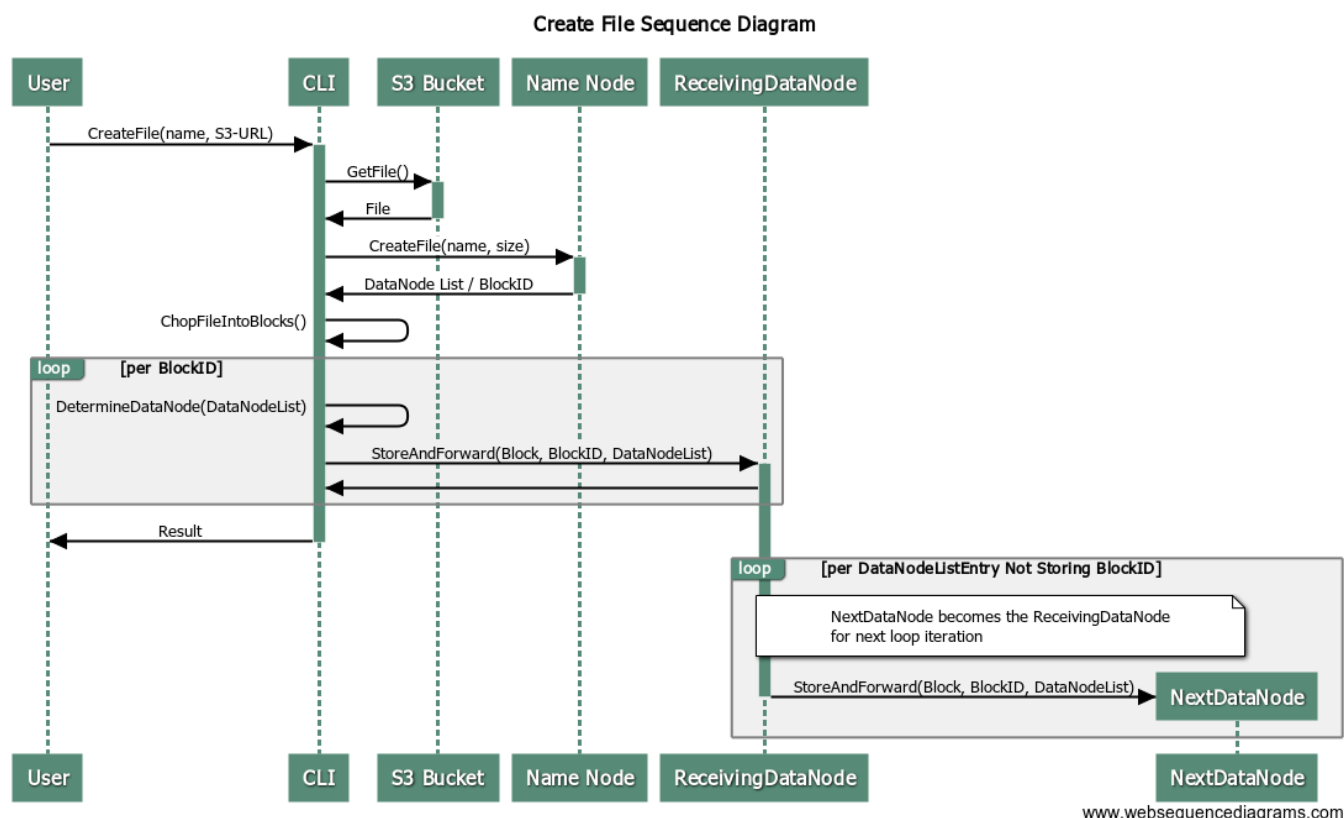 Create File Sequence Diagram
User
CLI
S3 Bucket
Name Node
ReceivingDataNode
CreateFile(name, S3-URL)
GetFile()
File
CreateFile(name, size)
DataNode List / BlockID
ChopFileIntoBlocks()
loop
[per BlockID]
DetermineDataNode(DataNodeList)
StoreAndForward(Block, BlockID, DataNodeList)
Result
loop
[per DataNodeListEntry Not Storing BlockID]
NextDataNode becomes the ReceivingDataNode
for next loop iteration
StoreAndForward(Block, BlockID, DataNodeList)
NextDataNode
User
CLI
S3 Bucket
Name Node
ReceivingDataNode
NextDataNode
www.websequencediagrams.com